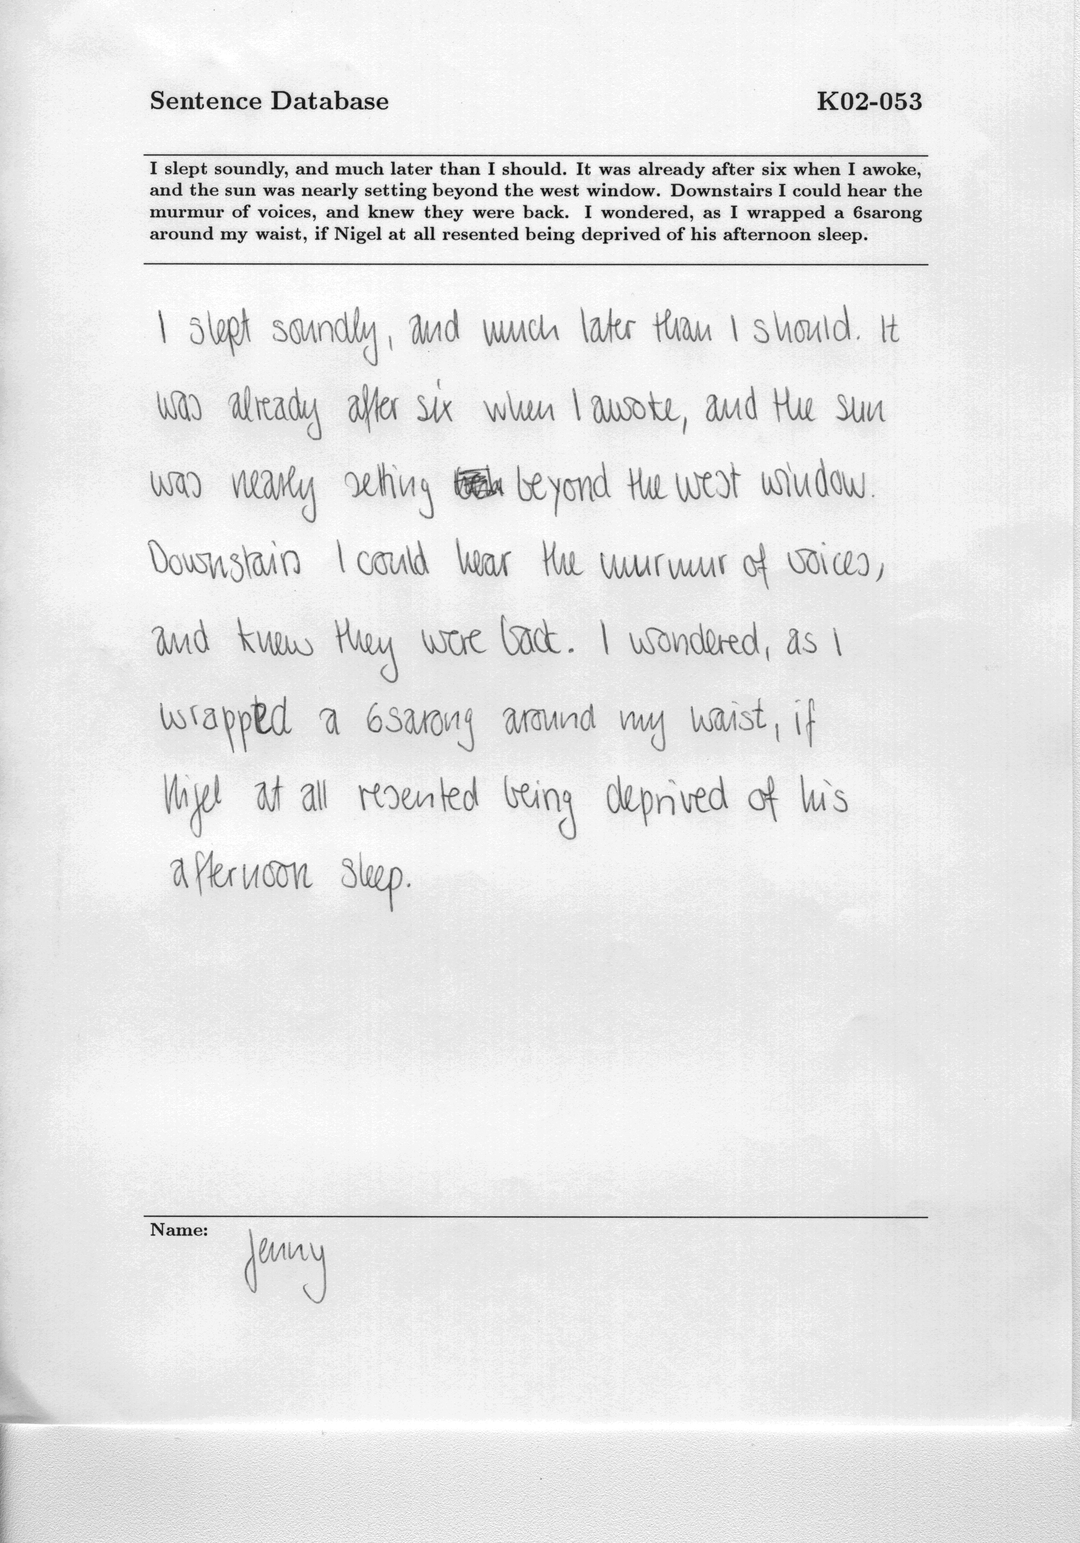 Sentence Database K02-053
I slept soundly, and much later than I should. It was already after six when I awoke,
and the sun was nearly setting beyond the west window. Downstairs I could hear the
murmur of voices, and knew they were back. I wondered, as I wrapped a 6sarong
around my waist, if Nigel at all resented being deprived of his afternoon sleep.
I slept soundly, and much later than I should. It
was already after six when I awoke, and the sun
was nearly setting beyond the west window.
Downstairs I could hear the murmur of voices,
and knew they were back. I wondered, as I
wrapped a 6sarong around my waist, if
Nigel at all resented being deprived of his
afternoon sleep.
Name: Jenny